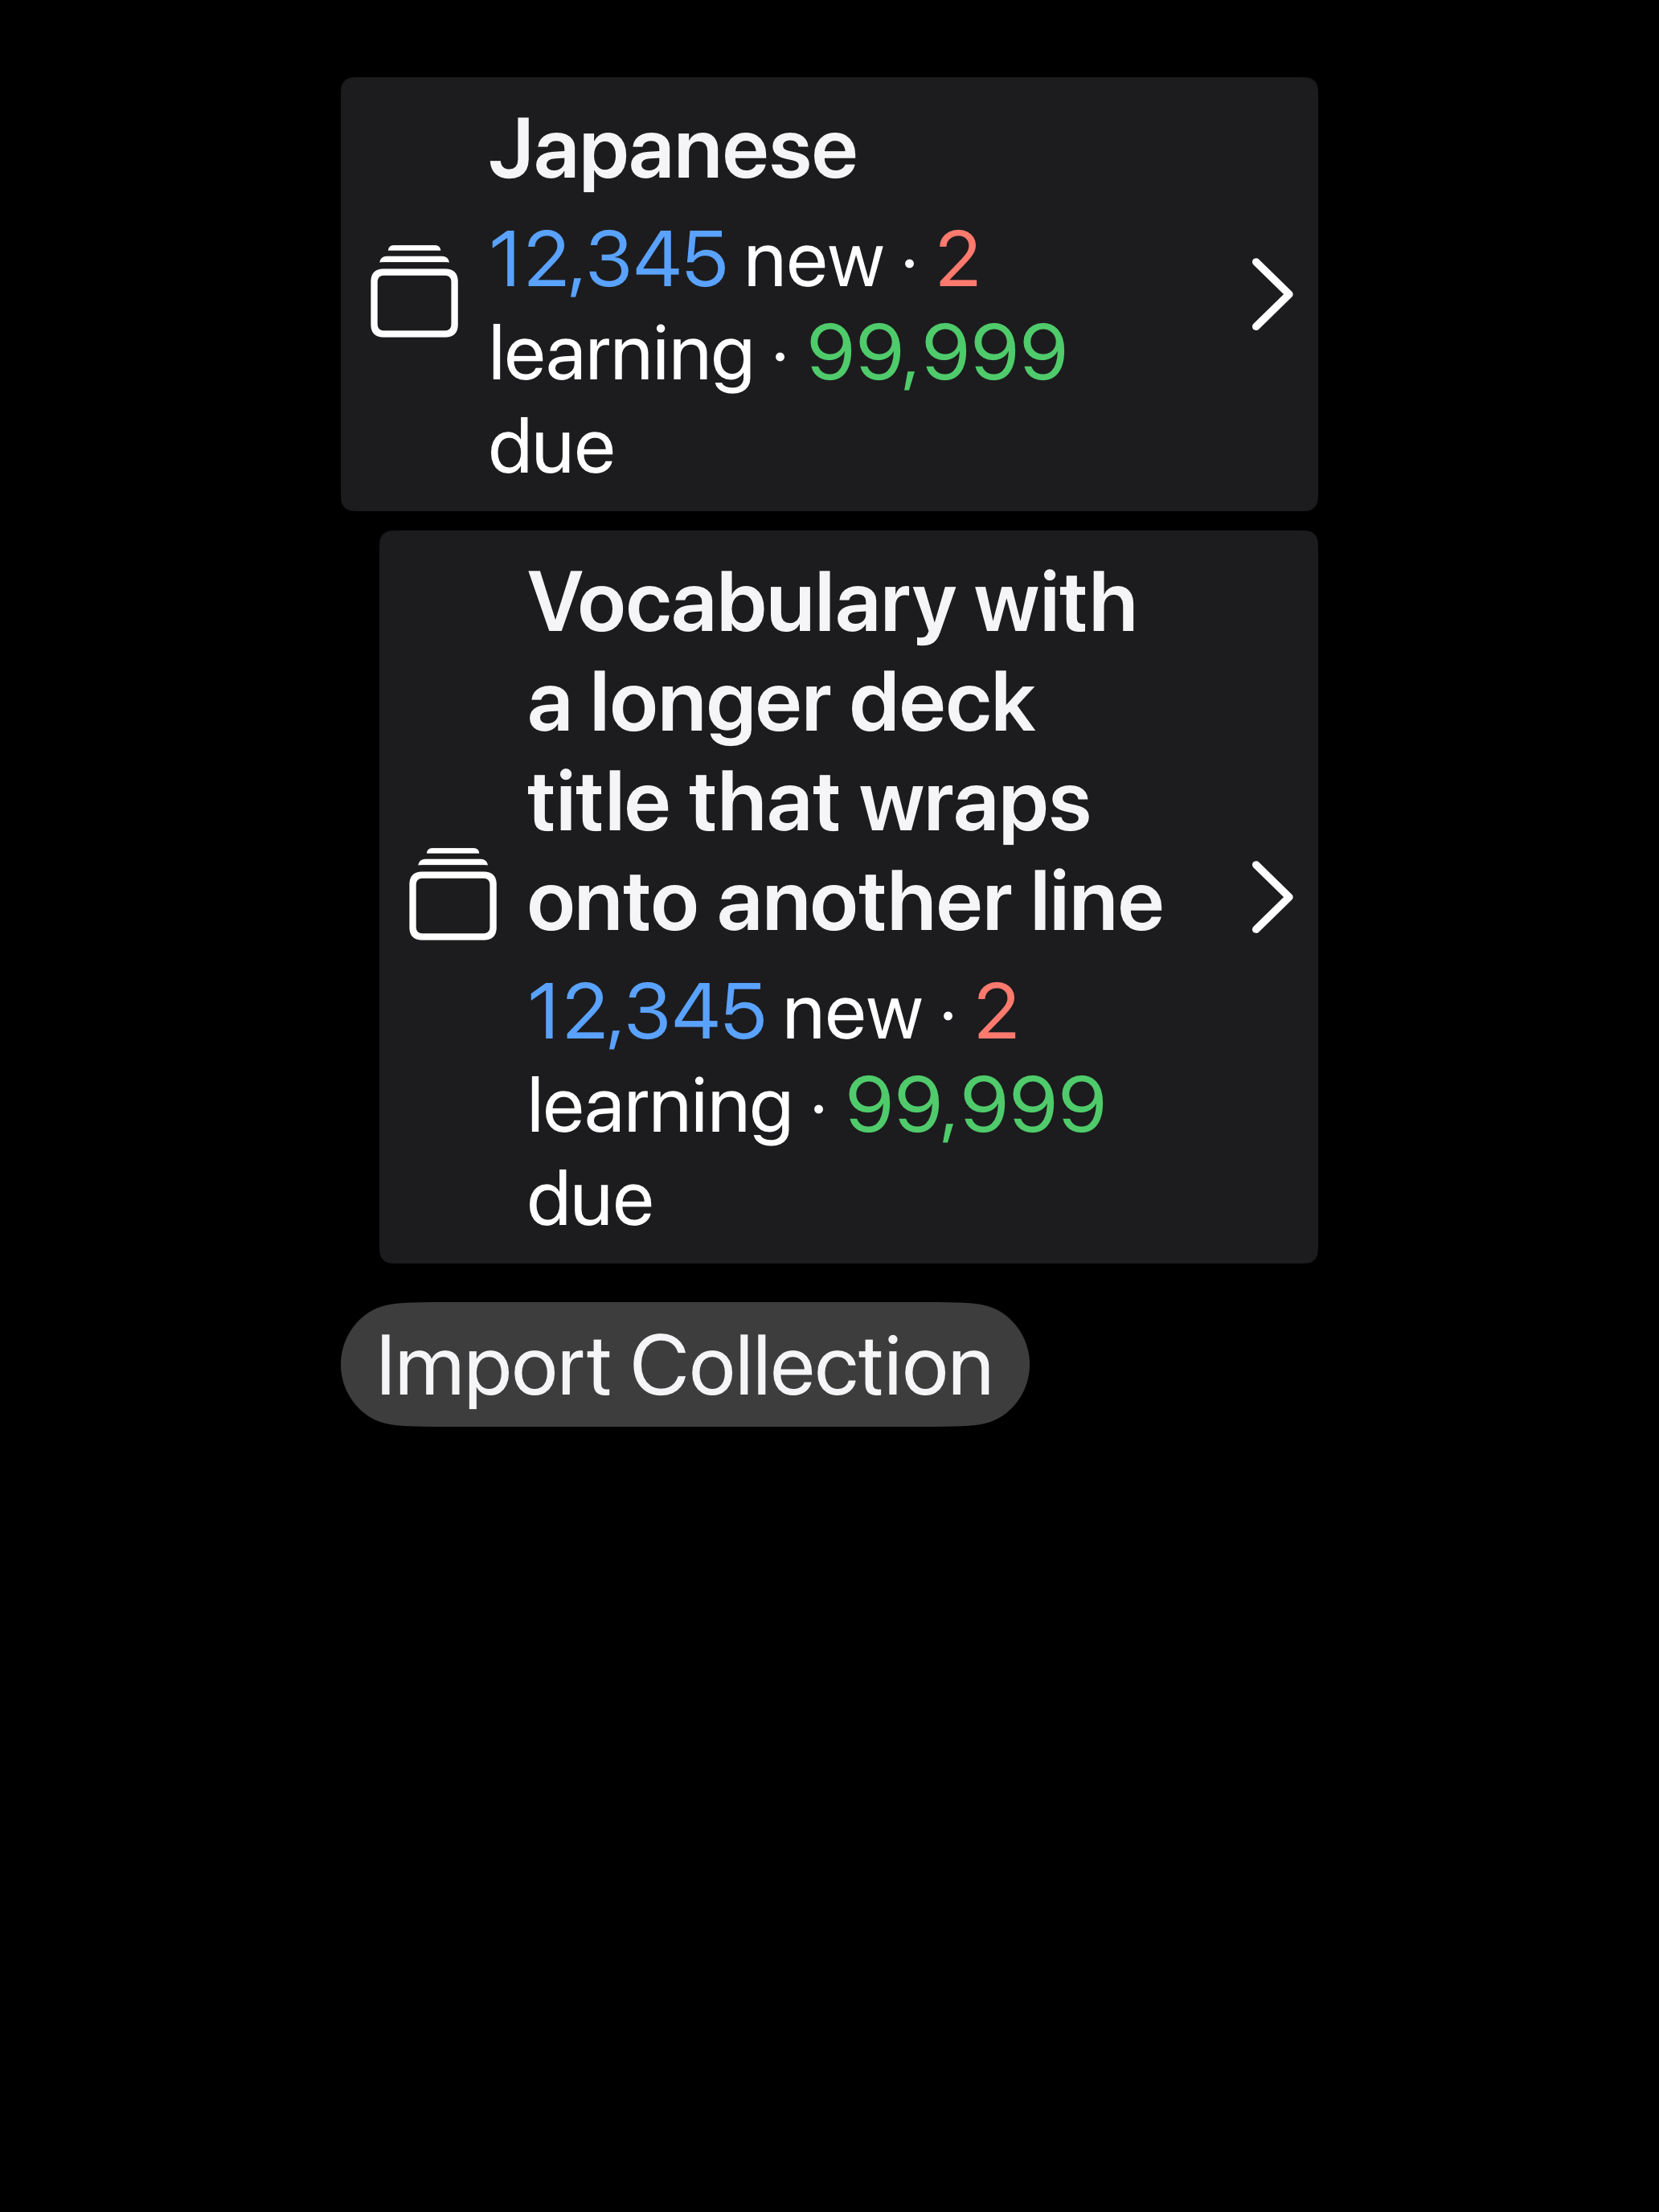 Japanese
12,345 new · 2
learning · 99,999
due
Vocabulary with
a longer deck
title that wraps
onto another line
12,345 new · 2
learning · 99,999
due
Import Collection